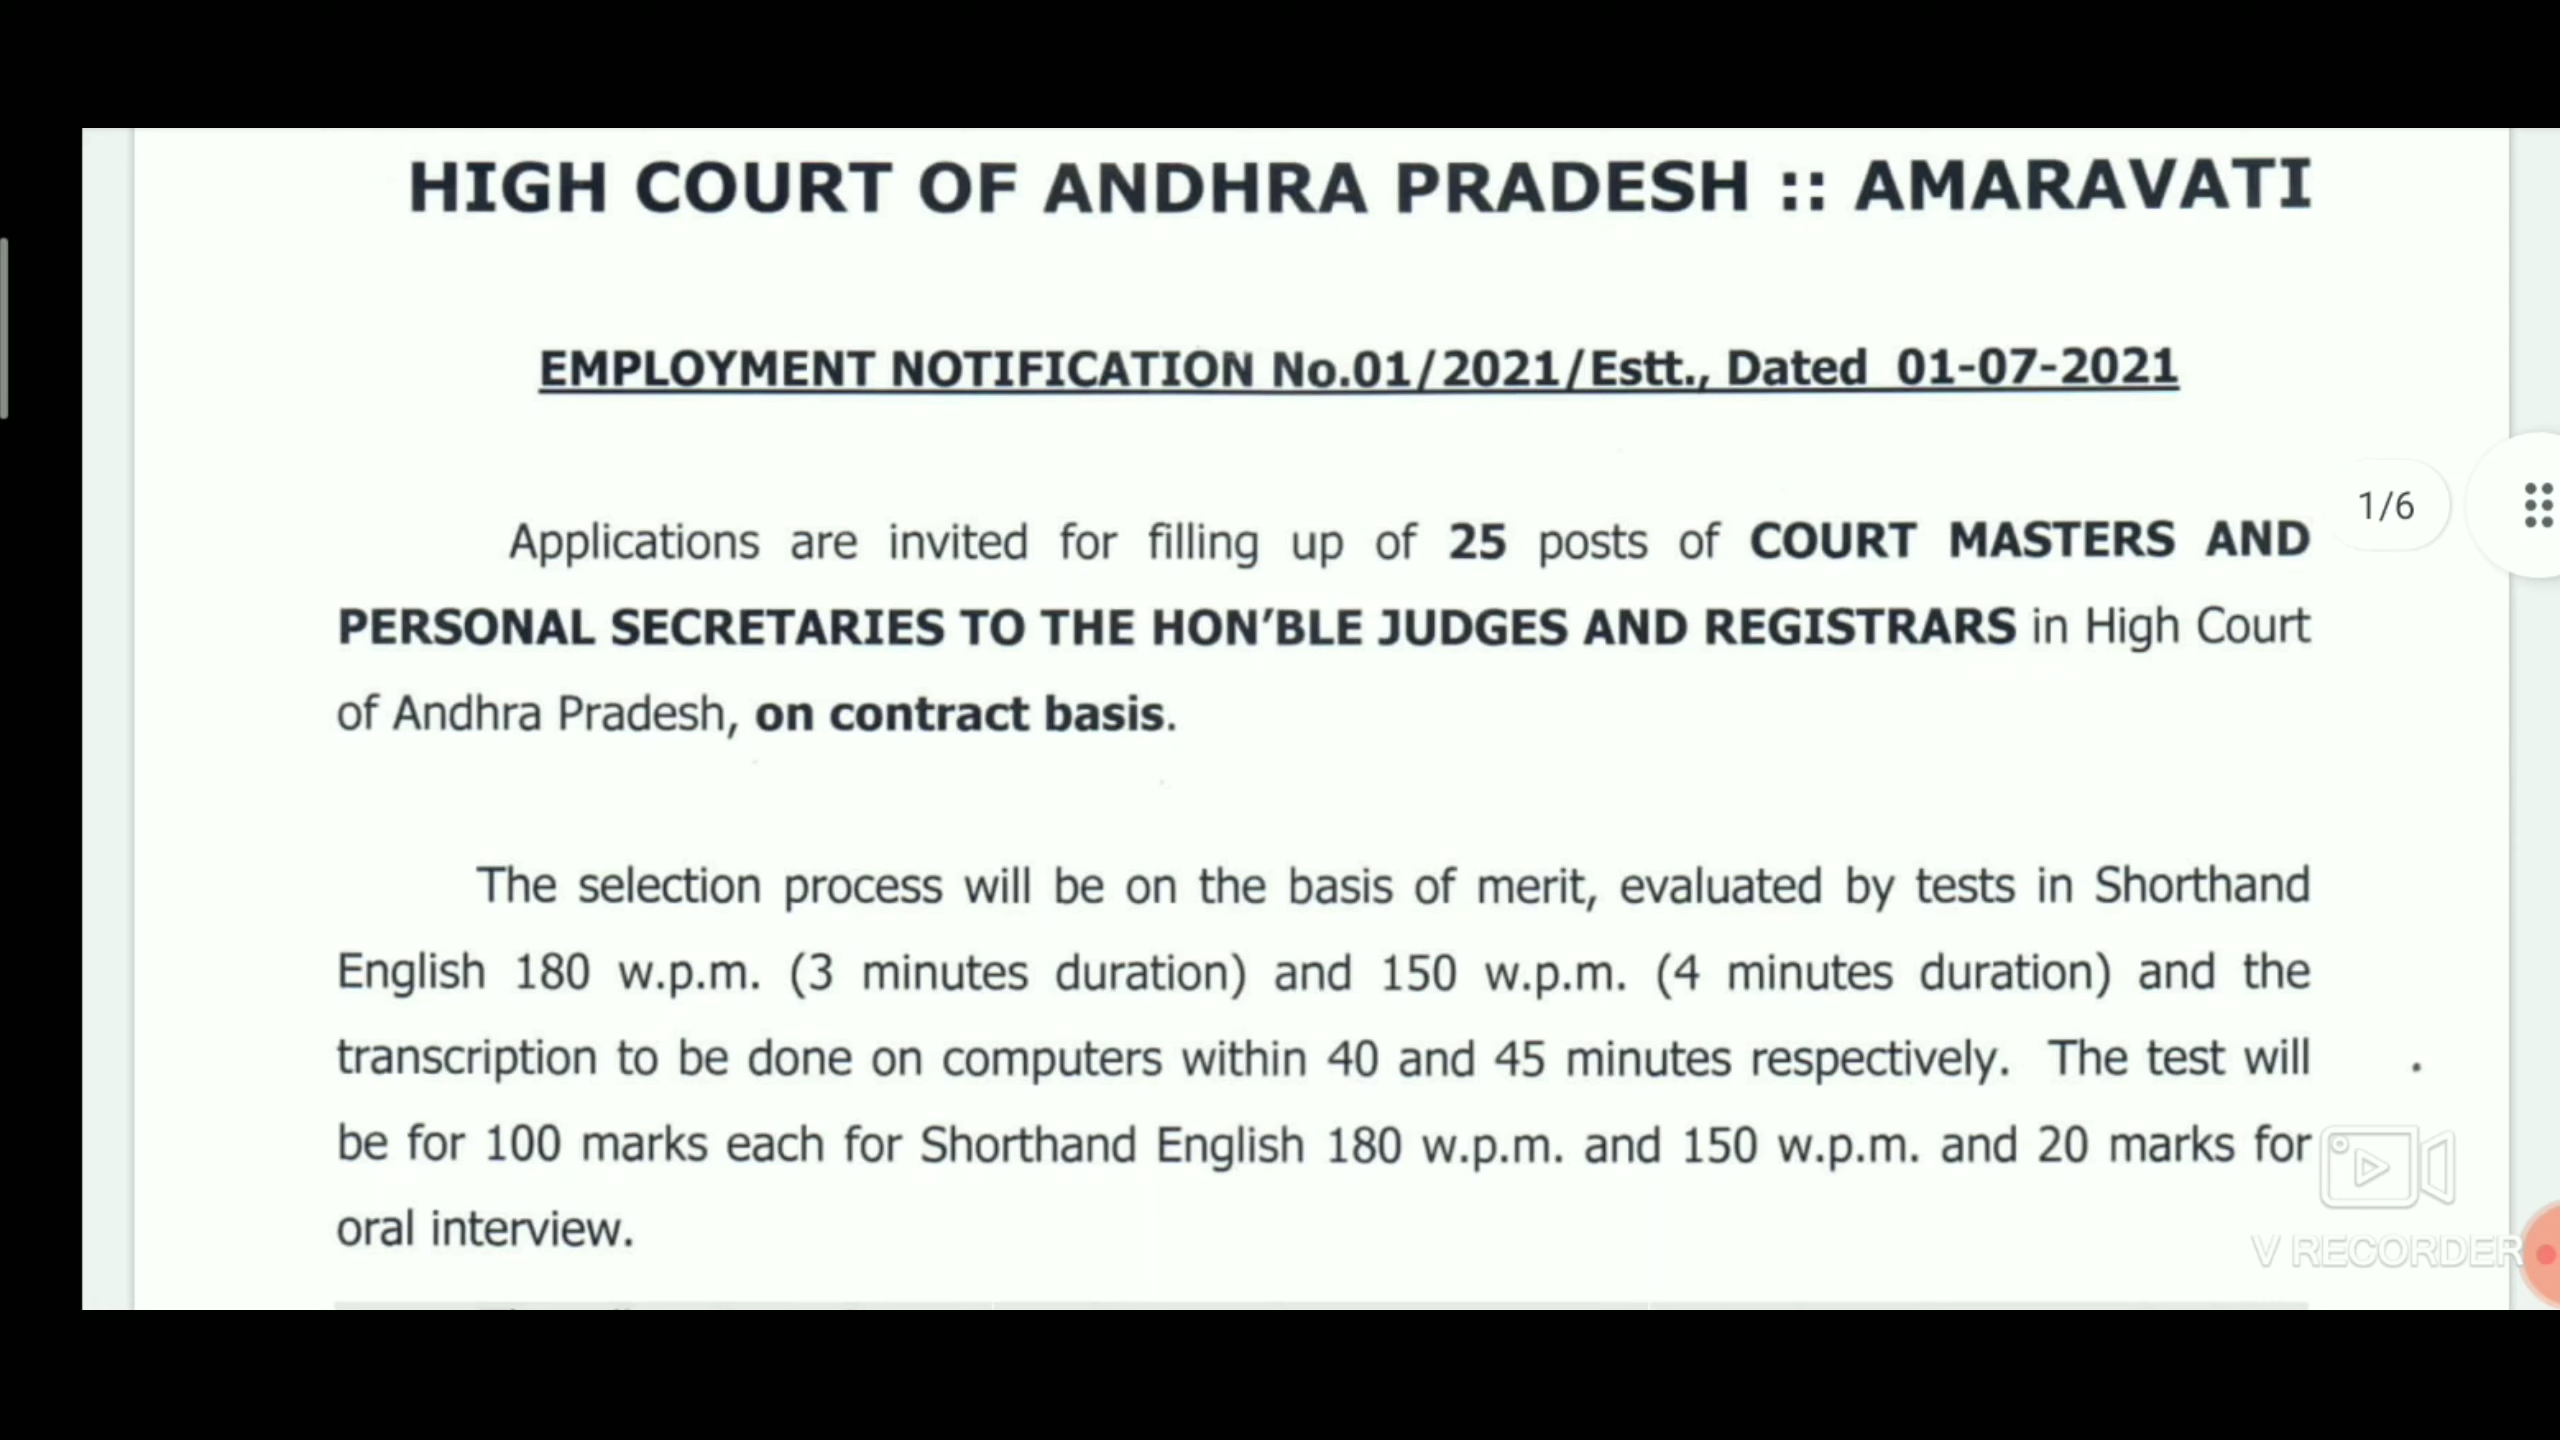 HIGH COURT OF ANDHRA PRADESH :: AMARAVATI
EMPLOYMENT NOTIFICATION No.01/2021/Estt., Dated 01-07-2021
Applications are invited for filling up of 25 posts of COURT MASTERS AND
PERSONAL SECRETARIES TO THE HON'BLE JUDGES AND REGISTRARS in High Court
of Andhra Pradesh, on contract basis.
1/6
The selection process will be on the basis of merit, evaluated by tests in Shorthand
English 180 w.p.m. (3 minutes duration) and 150 w.p.m. (4 minutes duration) and the
transcription to be done on computers within 40 and 45 minutes respectively. The test will
be for 100 marks each for Shorthand English 180 w.p.m. and 150 w.p.m. and 20 marks for
oral interview.
V RECORDER